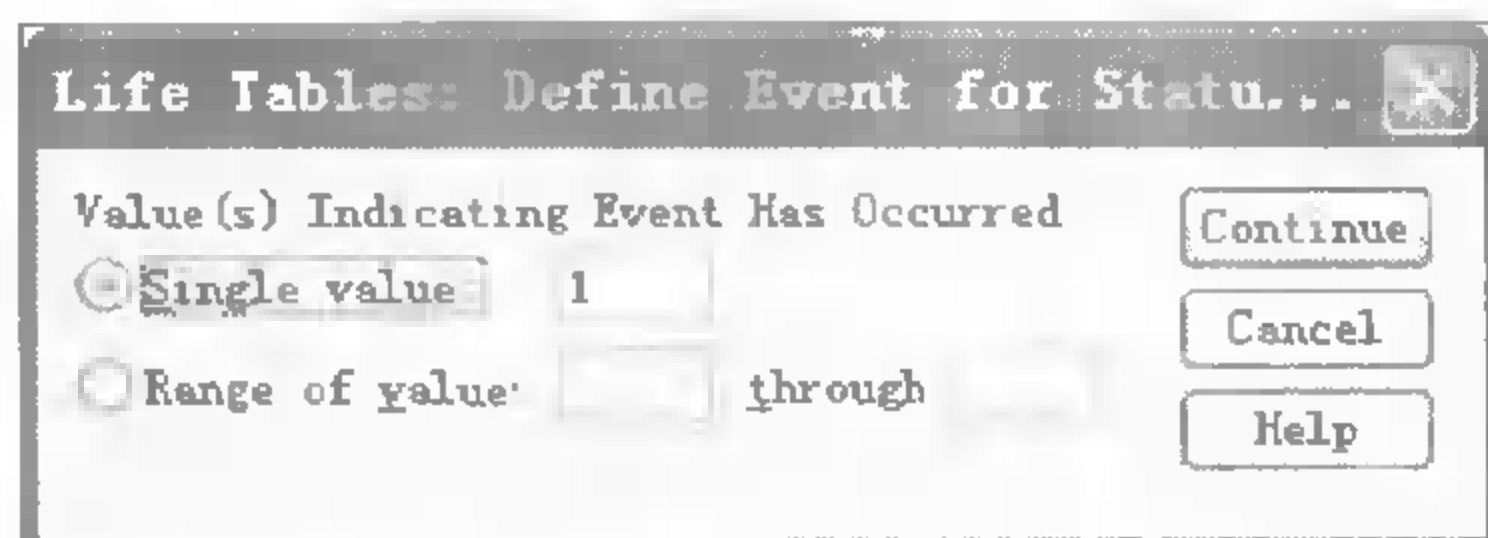 Life Tables: Define Event for Statu...
Value(s) Indicating Event Has Occurred
Single value 1
Range of value through
Continue
Cancel
Help